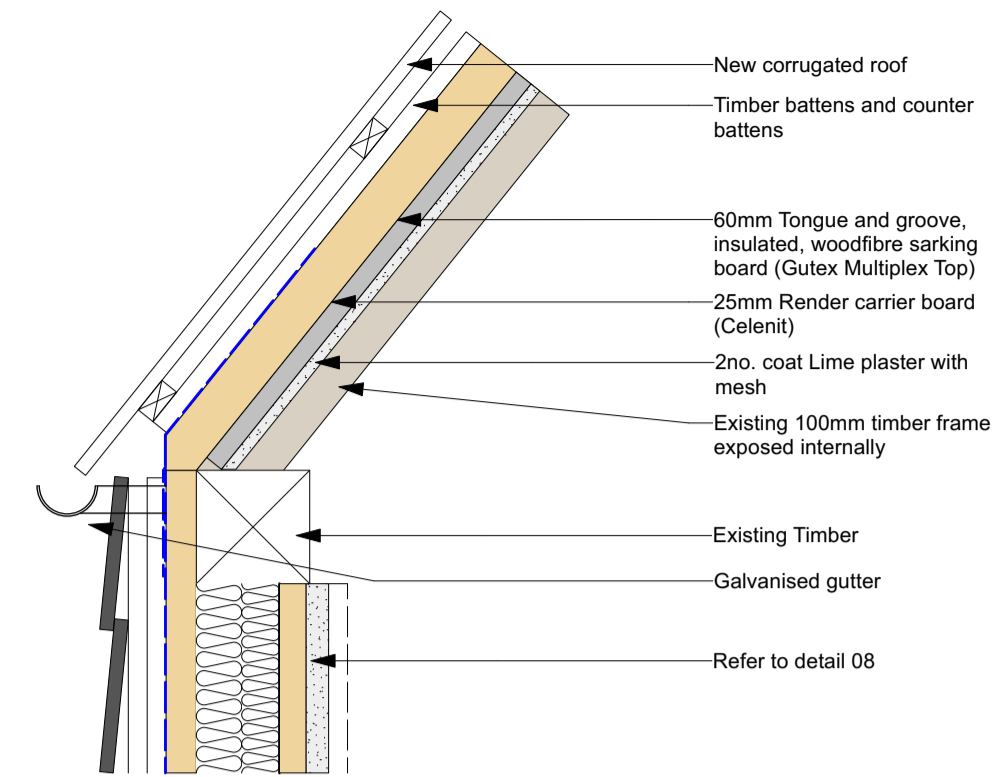 New corrugated roof
Timber battens and counter
battens
60mm Tongue and groove,
insulated, woodfibre sarking
board (Gutex Multiplex Top)
25mm Render carrier board
(Celenit)
2no. coat Lime plaster with
mesh
Existing 100mm timber frame
exposed internally
Existing Timber
Galvanised gutter
Refer to detail 08